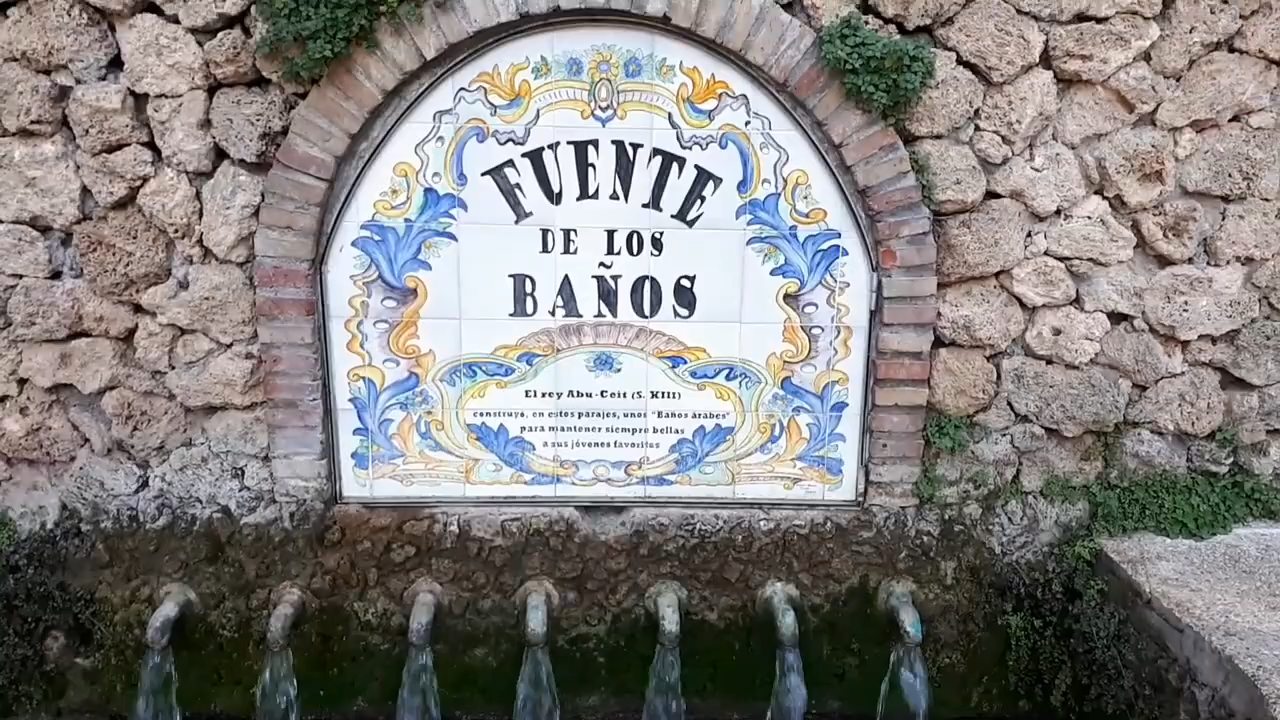 FUENTE
DE LOS
BAÑOS
El rey Abu-Ceit (S. XIII)
construyó, en estos parajes, unos "Baños árabes"
para mantener siempre bellas
a sus jóvenes favoritas